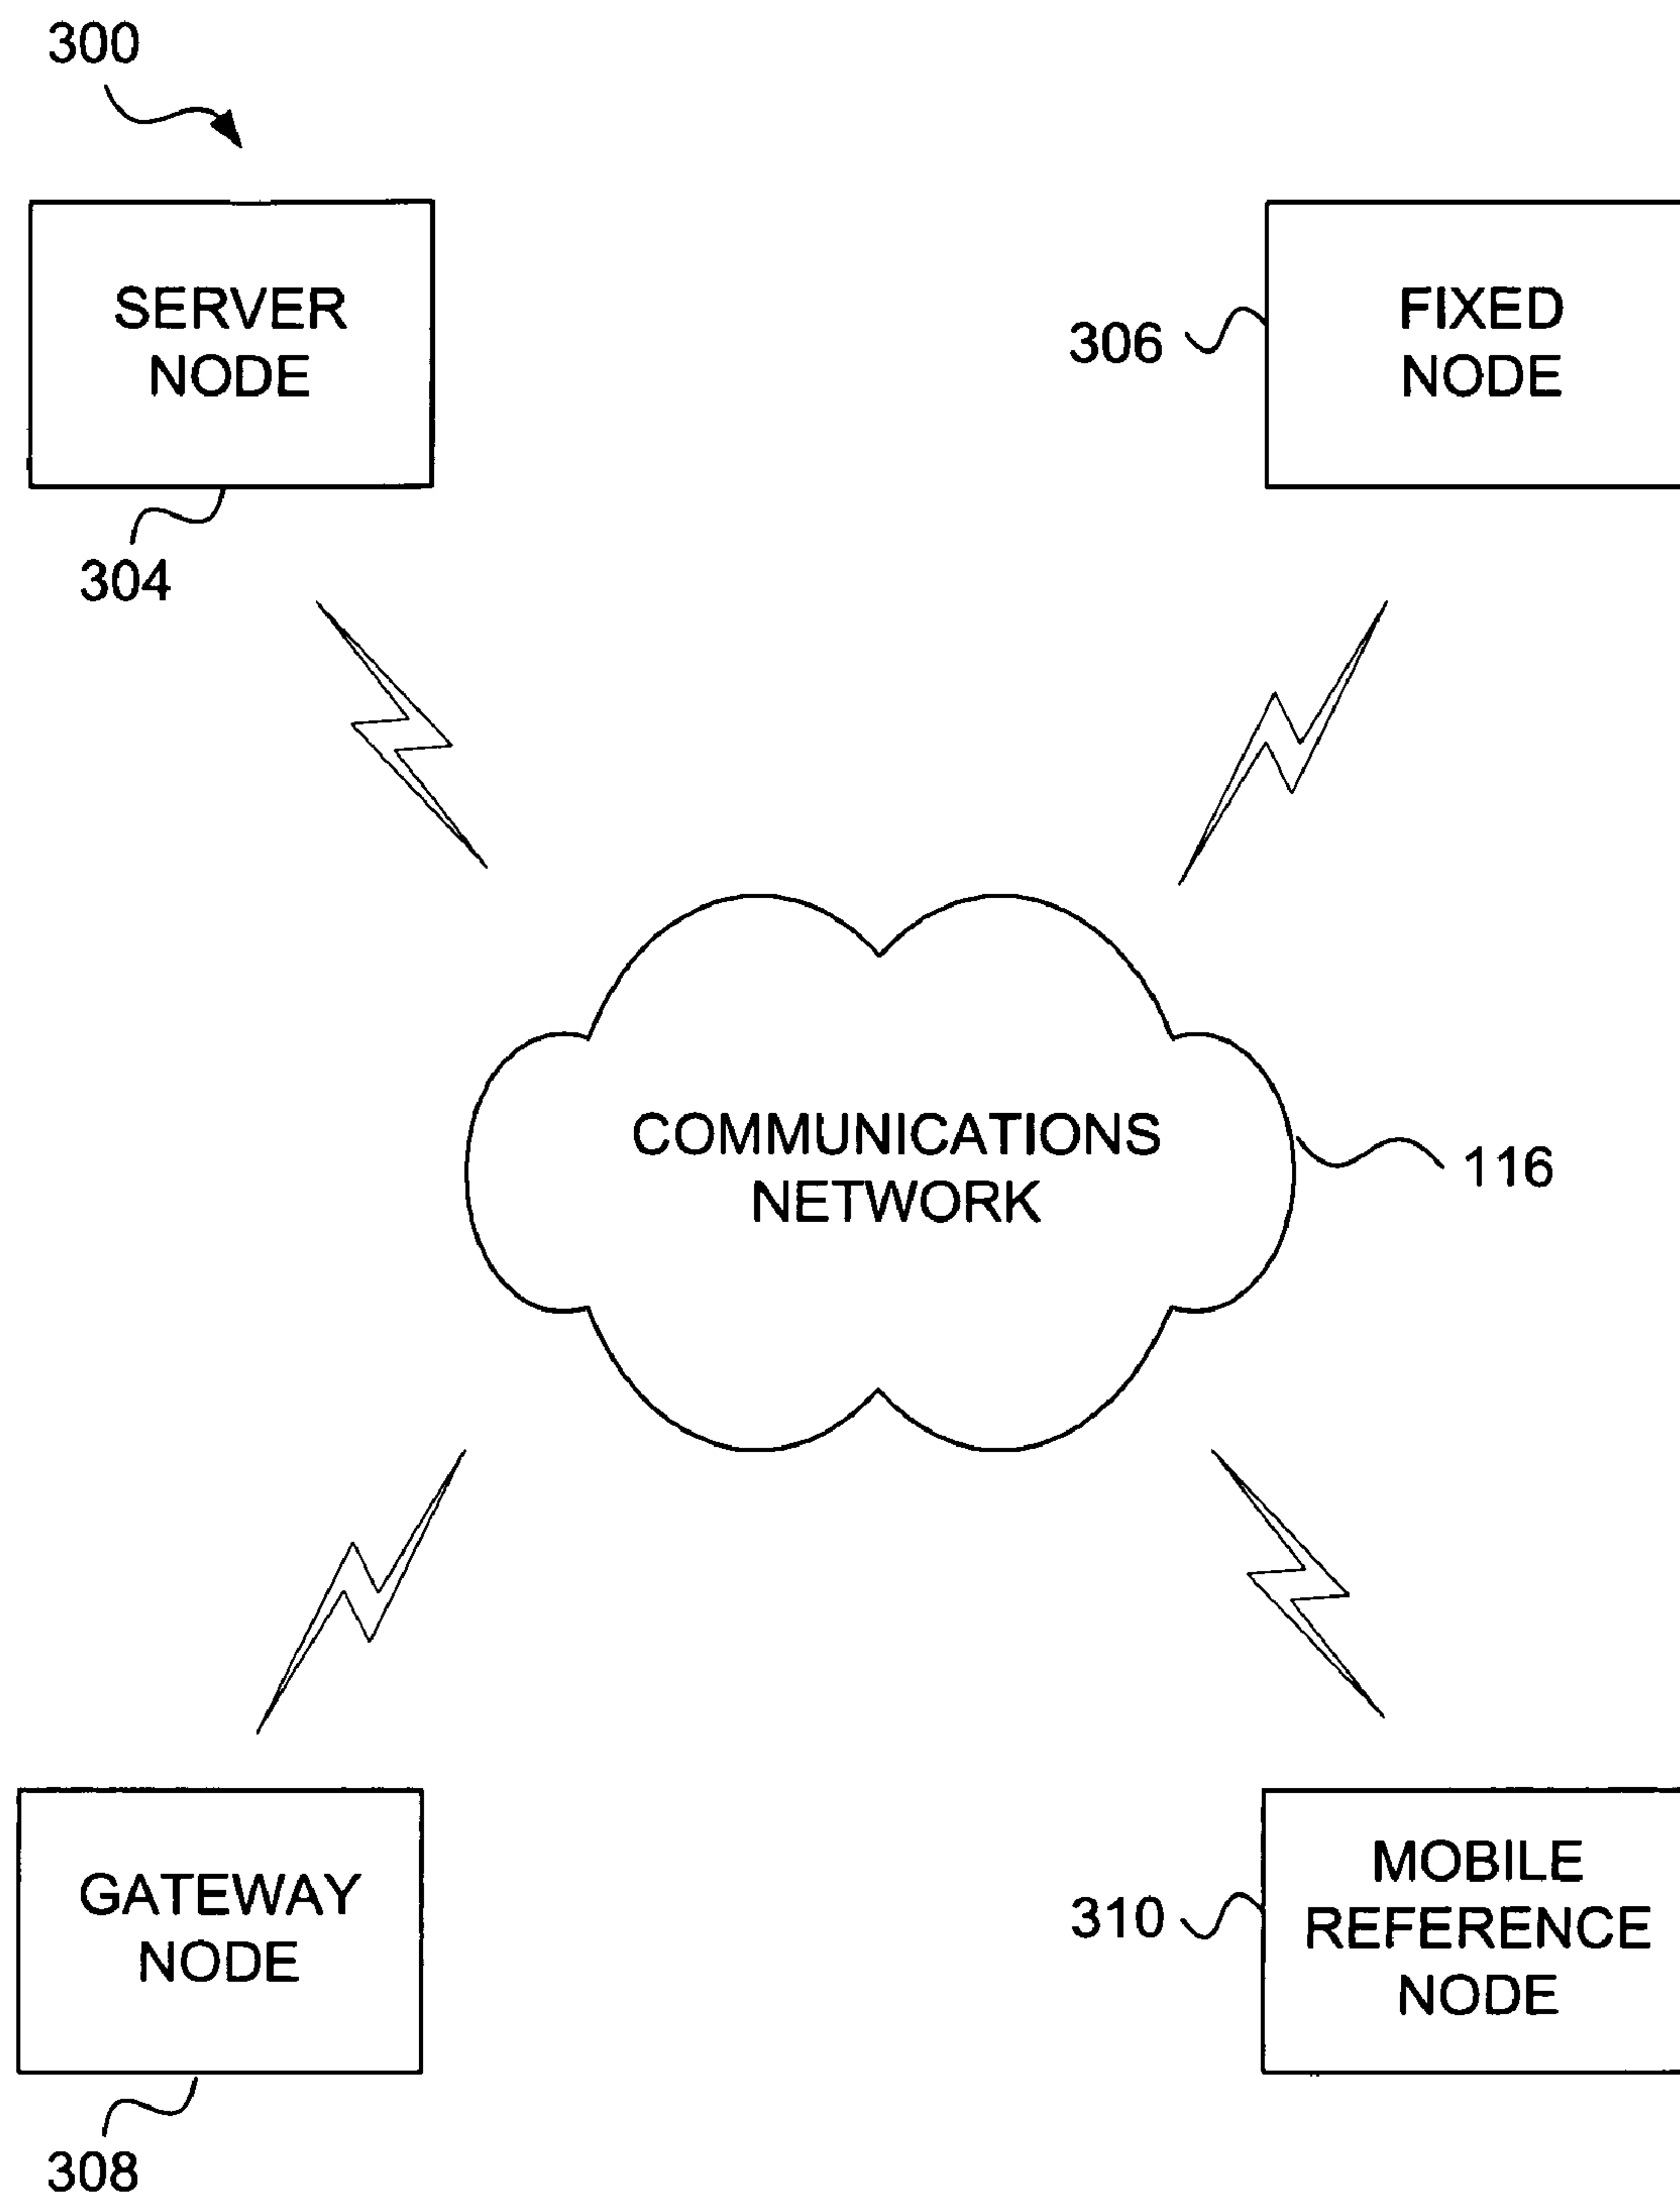 300
SERVER
NODE
304
306
FIXED
NODE
COMMUNICATIONS
NETWORK
116
GATEWAY
NODE
308
310
MOBILE
REFERENCE
NODE